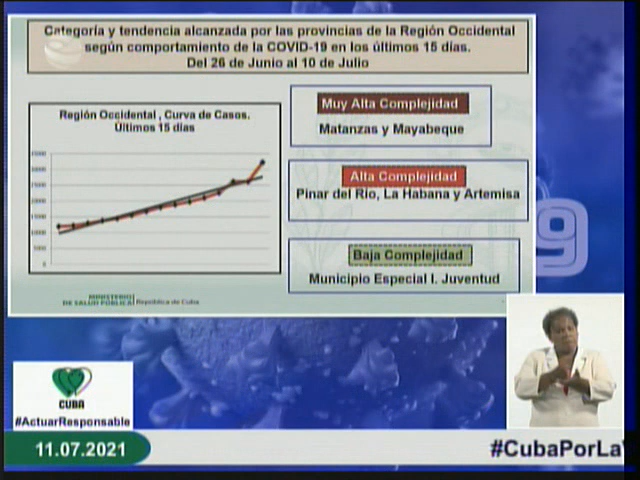 Categoría y tendencia alcanzada por las provincias de la Región Occidental
según comportamiento de la COVID-19 en los últimos 15 días.
Del 26 de Junio al 10 de Julio
Región Occidental , Curva de Casos.
Últimos 15 dias
Muy Alta Complejidad
Matanzas y Mayabeque
Alta Complejidad
Pinar del Río, La Habana y Artemisa
Baja Complejidad
Municipio Especial I. Juventud
MINISTERIO
DE SALUD PÚBLICA República de Cuba
9
CUBA
#ActuarResponsable
11.07.2021
#CubaPorLa